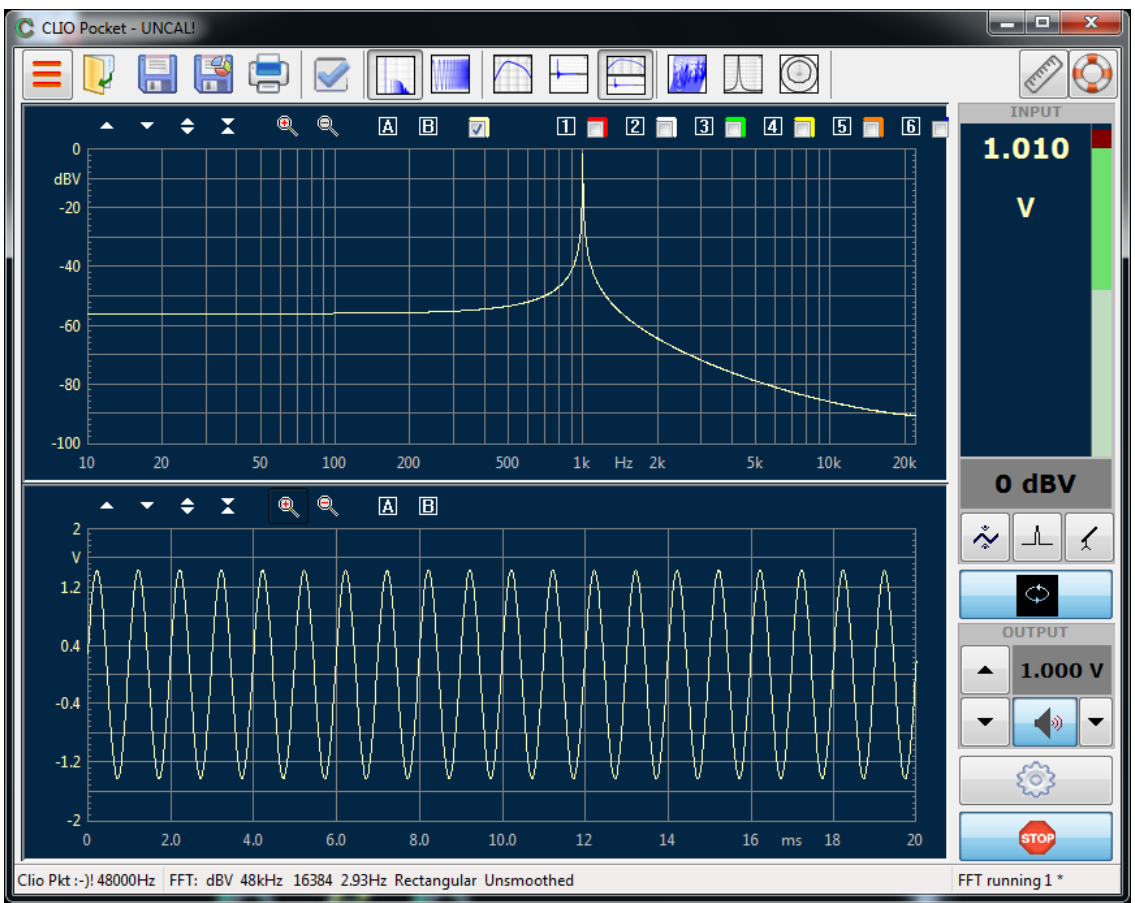 CLIO Pocket - UNCAL!
INPUT
1.010
V
A B 1 2 3 4 5 6
0
dBV
-20
-40
-60
-80
-100
10 20 50 100 200 500 1k Hz 2k 5k 10k 20k
0 dBV
A B
2
V
1.2
0.4
-0.4
-1.2
-2
0 2.0 4.0 6.0 8.0 10.0 12 14 16 ms 18 20
OUTPUT
1.000 V
STOP
Clio Pkt :-)! 48000Hz FFT: dBV 48kHz 16384 2.93Hz Rectangular Unsmoothed FFT running 1 *